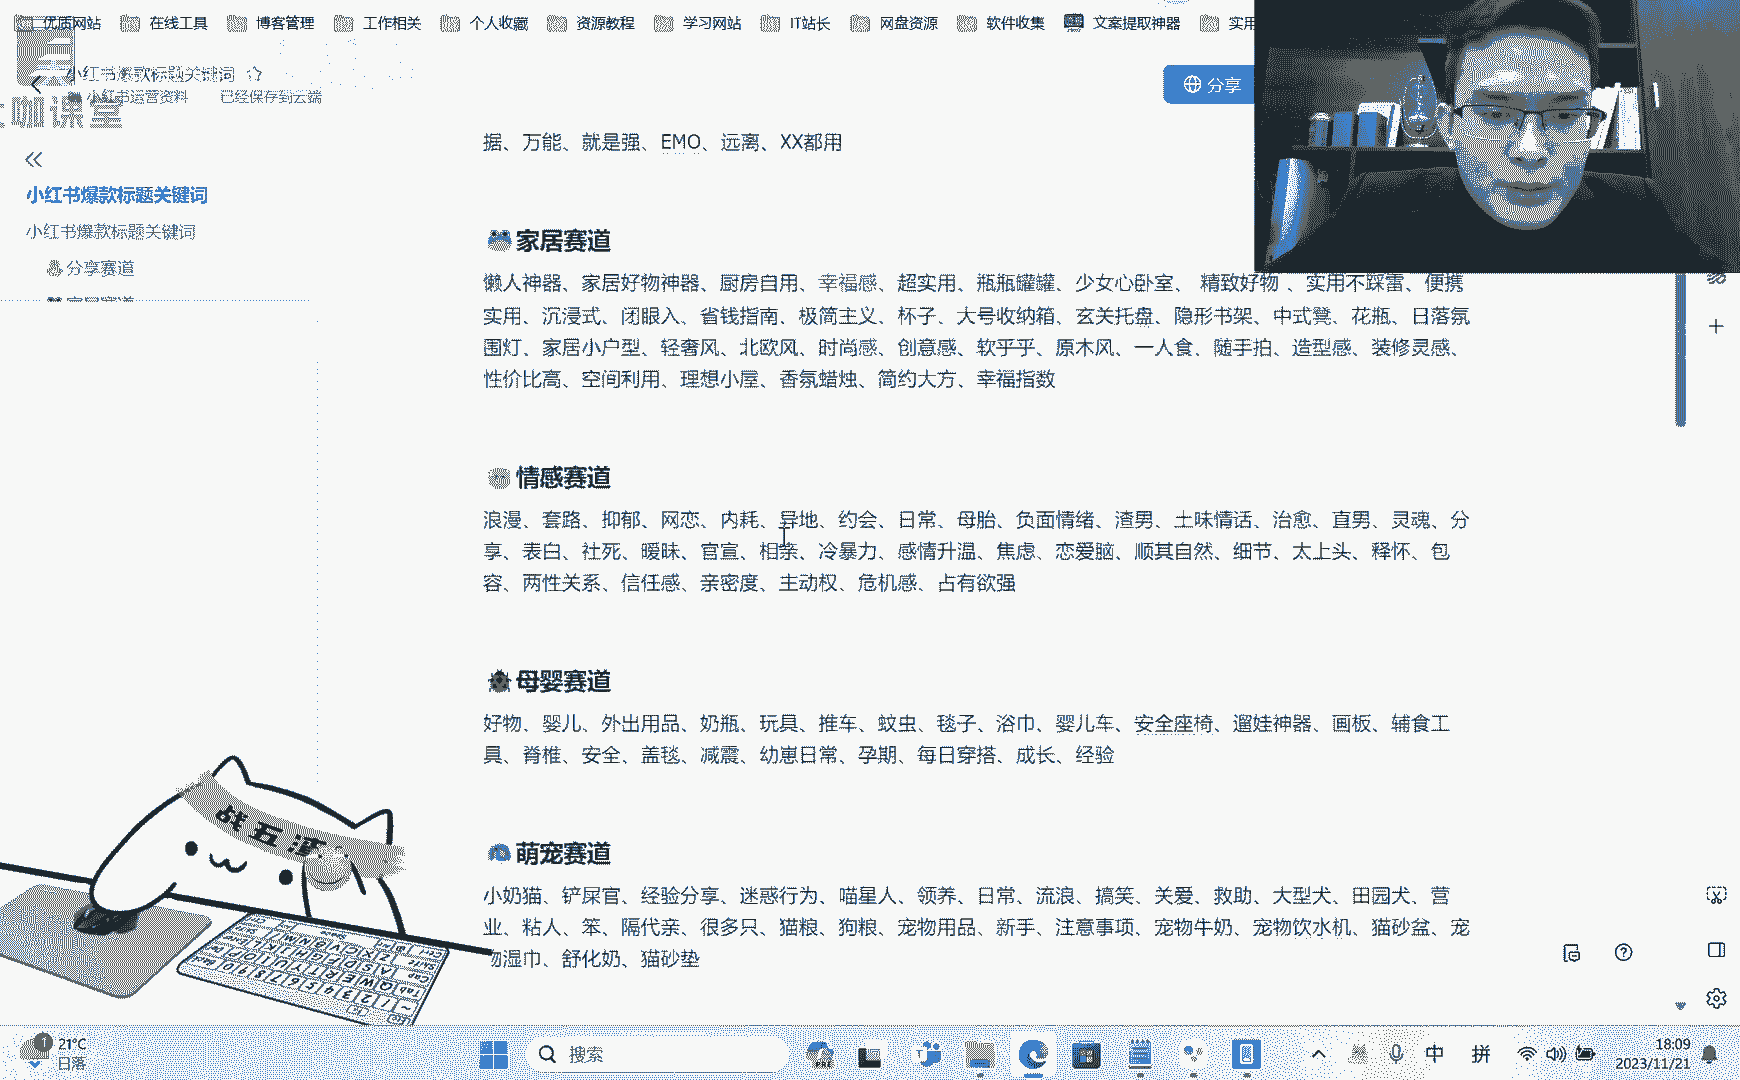 优质网站 在线工具 博客管理 工作相关 个人收藏 资源教程 学习网站 IT站长 网盘资源 软件收集 文案提取神器 实用
小红书爆款标题关键词
小红书运营资料 已经保存到云端
分享
咖课堂
据、万能、就是强、EMO、远离、XX都用
小红书爆款标题关键词
小红书爆款标题关键词
分享赛道
家居赛道
懒人神器、家居好物神器、厨房自用、幸福感、超实用、瓶瓶罐罐、少女心卧室、 精致好物 、实用不踩雷、便携
实用、沉浸式、闭眼入、省钱指南、极简主义、杯子、大号收纳箱、玄关托盘、隐形书架、中式凳、花瓶、日落氛
围灯、家居小户型、轻奢风、北欧风、时尚感、创意感、软乎乎、原木风、一人食、随手拍、造型感、装修灵感、
性价比高、空间利用、理想小屋、香氛蜡烛、简约大方、幸福指数
情感赛道
浪漫、套路、抑郁、网恋、内耗、异地、约会、日常、母胎、负面情绪、渣男、土味情话、治愈、直男、灵魂、分
享、表白、社死、暧昧、官宣、相亲、冷暴力、感情升温、焦虑、恋爱脑、顺其自然、细节、太上头、释怀、包
容、两性关系、信任感、亲密度、主动权、危机感、占有欲强
母婴赛道
好物、婴儿、外出用品、奶瓶、玩具、推车、蚊虫、毯子、浴巾、婴儿车、安全座椅、遛娃神器、画板、辅食工
具、脊椎、安全、盖毯、减震、幼崽日常、孕期、每日穿搭、成长、经验
萌宠赛道
小奶猫、铲屎官、经验分享、迷惑行为、喵星人、领养、日常、流浪、搞笑、关爱、救助、大型犬、田园犬、营
业、粘人、笨、隔代亲、很多只、猫粮、狗粮、宠物用品、新手、注意事项、宠物牛奶、宠物饮水机、猫砂盆、宠
物湿巾、舒化奶、猫砂垫
战五渣
21°C
日落
搜索
中 拼
18:09
2023/11/21